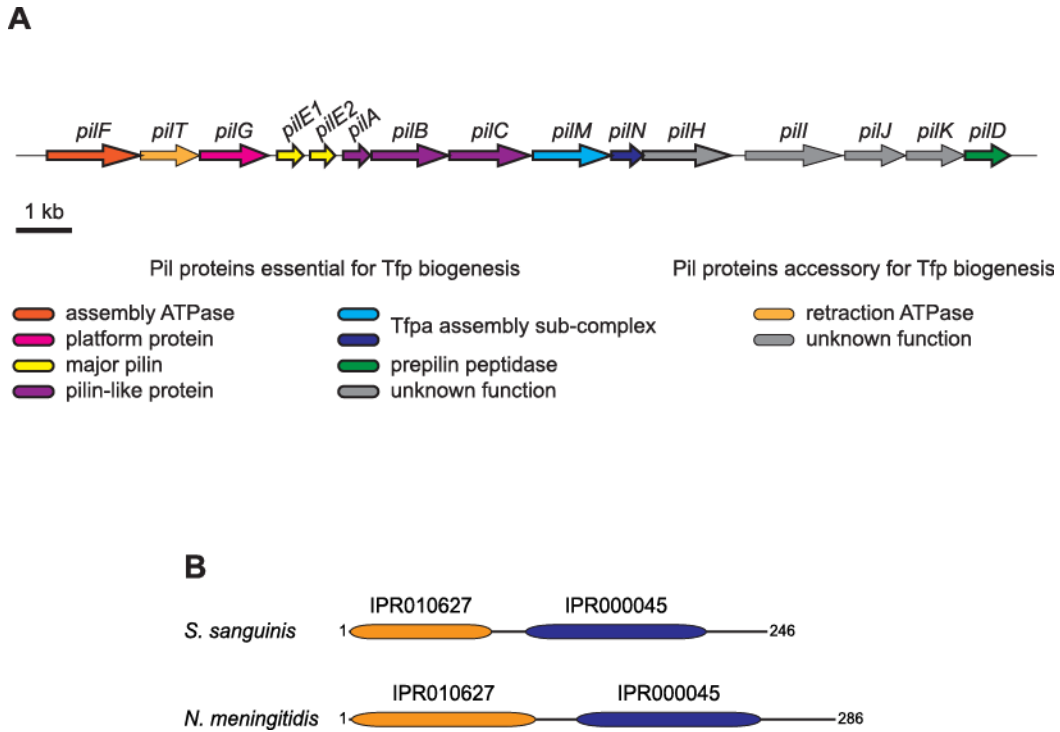 A
pilF pilT pilG pilE1 pilE2 pilA pilB pilC pilM pilN pilH pilI pilJ pilK pilD
1 kb
Pil proteins essential for Tfp biogenesis
Pil proteins accessory for Tfp biogenesis
assembly ATPase
platform protein
major pilin
pilin-like protein
Tfpa assembly sub-complex
prepilin peptidase
unknown function
retraction ATPase
unknown function
B
IPR010627 IPR000045
S. sanguinis 1 246
IPR010627 IPR000045
N. meningitidis 1 286